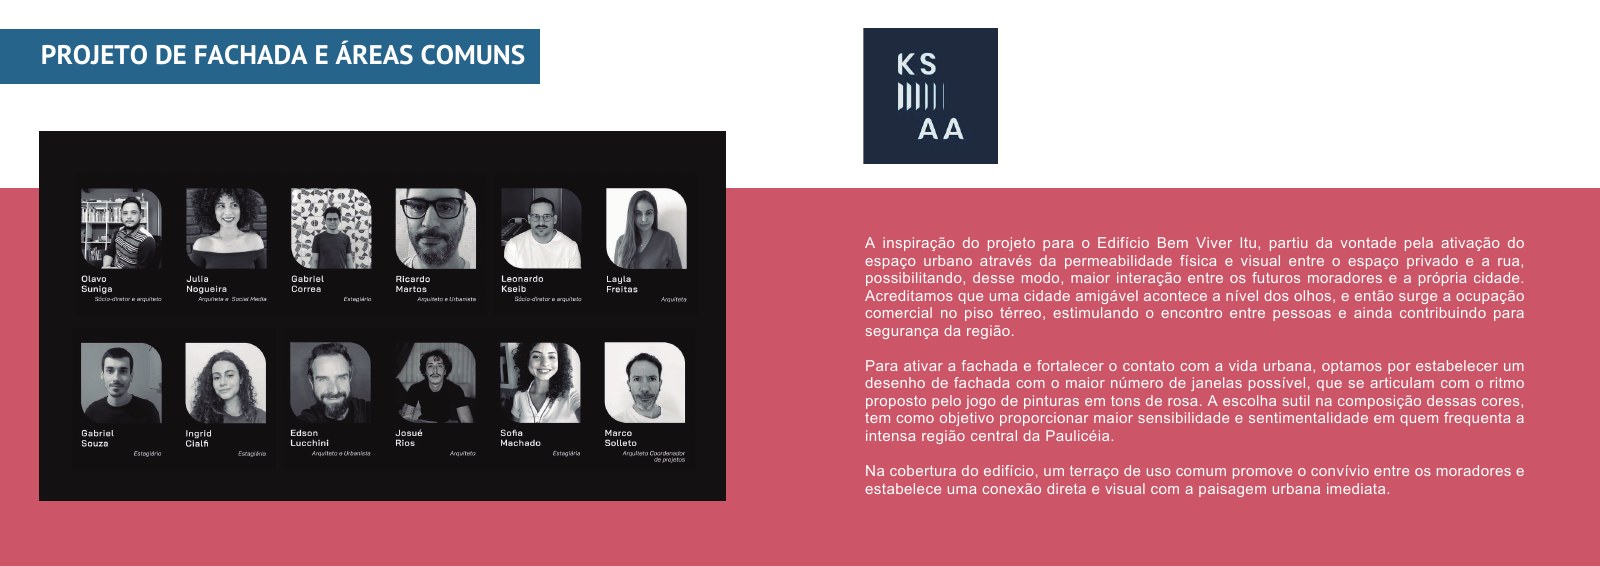 PROJETO DE FACHADA E ÁREAS COMUNS
KS
AA
Olavo
Suniga
Sócio-diretor e arquiteto
Julia
Nogueira
Arquiteta e Social Media
Gabriel
Correa
Estagiário
Ricardo
Martos
Arquiteto e Urbanista
Leonardo
Kseib
Sócio-diretor e arquiteto
Layla
Freitas
Arquiteta
Gabriel
Souza
Estagiário
Ingrid
Cialfi
Estagiária
Edson
Lucchini
Arquiteto e Urbanista
Josué
Rios
Arquiteto
Sofia
Machado
Estagiária
Marco
Solleto
Arquiteto Coordenador
de projetos
A inspiração do projeto para o Edifício Bem Viver Itu, partiu da vontade pela ativação do
espaço urbano através da permeabilidade física e visual entre o espaço privado e a rua,
possibilitando, desse modo, maior interação entre os futuros moradores e a própria cidade.
Acreditamos que uma cidade amigável acontece a nível dos olhos, e então surge a ocupação
comercial no piso térreo, estimulando o encontro entre pessoas e ainda contribuindo para
segurança da região.
Para ativar a fachada e fortalecer o contato com a vida urbana, optamos por estabelecer um
desenho de fachada com o maior número de janelas possível, que se articulam com o ritmo
proposto pelo jogo de pinturas em tons de rosa. A escolha sutil na composição dessas cores,
tem como objetivo proporcionar maior sensibilidade e sentimentalidade em quem frequenta a
intensa região central da Paulicéia.
Na cobertura do edifício, um terraço de uso comum promove o convívio entre os moradores e
estabelece uma conexão direta e visual com a paisagem urbana imediata.